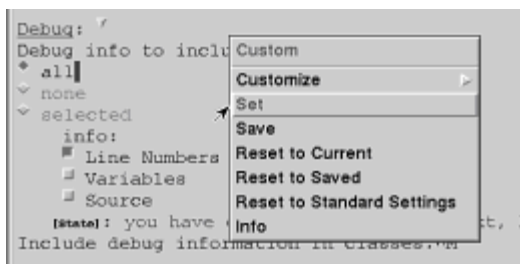 Debug:
Debug info to inclu
all
none
selected
info:
Line Numbers
Variables
Source
[State]: you have
t,
Include debug information in Classes.^M
Custom
Customize
Set
Save
Reset to Current
Reset to Saved
Reset to Standard Settings
Info